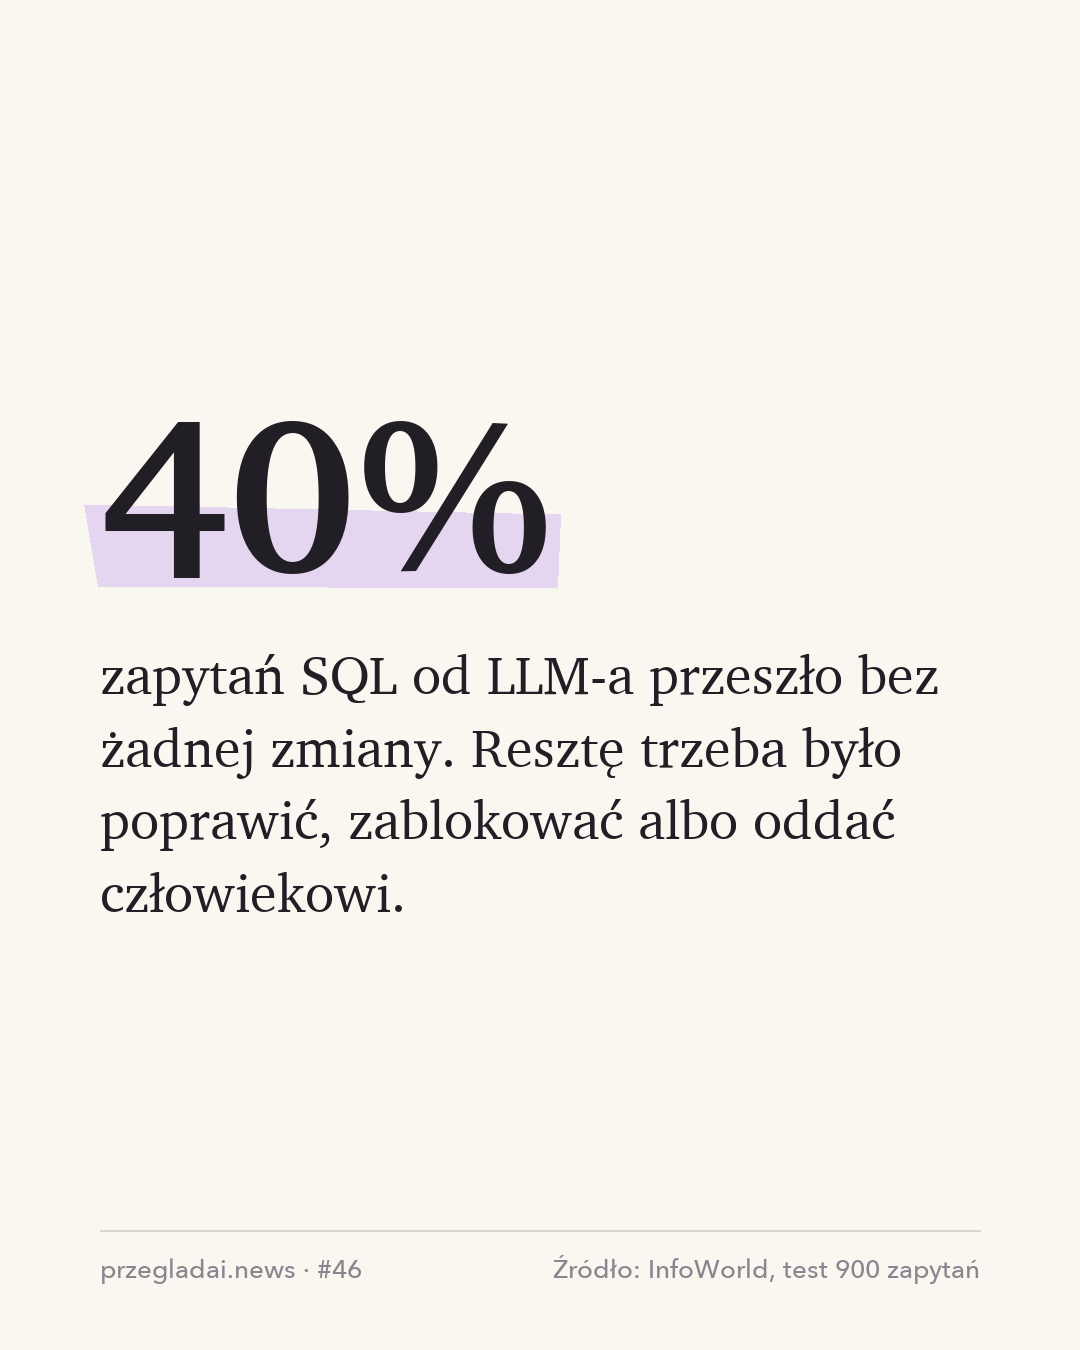 40%
zapytań SQL od LLM-a przeszło bez
żadnej zmiany. Resztę trzeba było
poprawić, zablokować albo oddać
człowiekowi.
przegladai.news · #46
Źródło: InfoWorld, test 900 zapytań